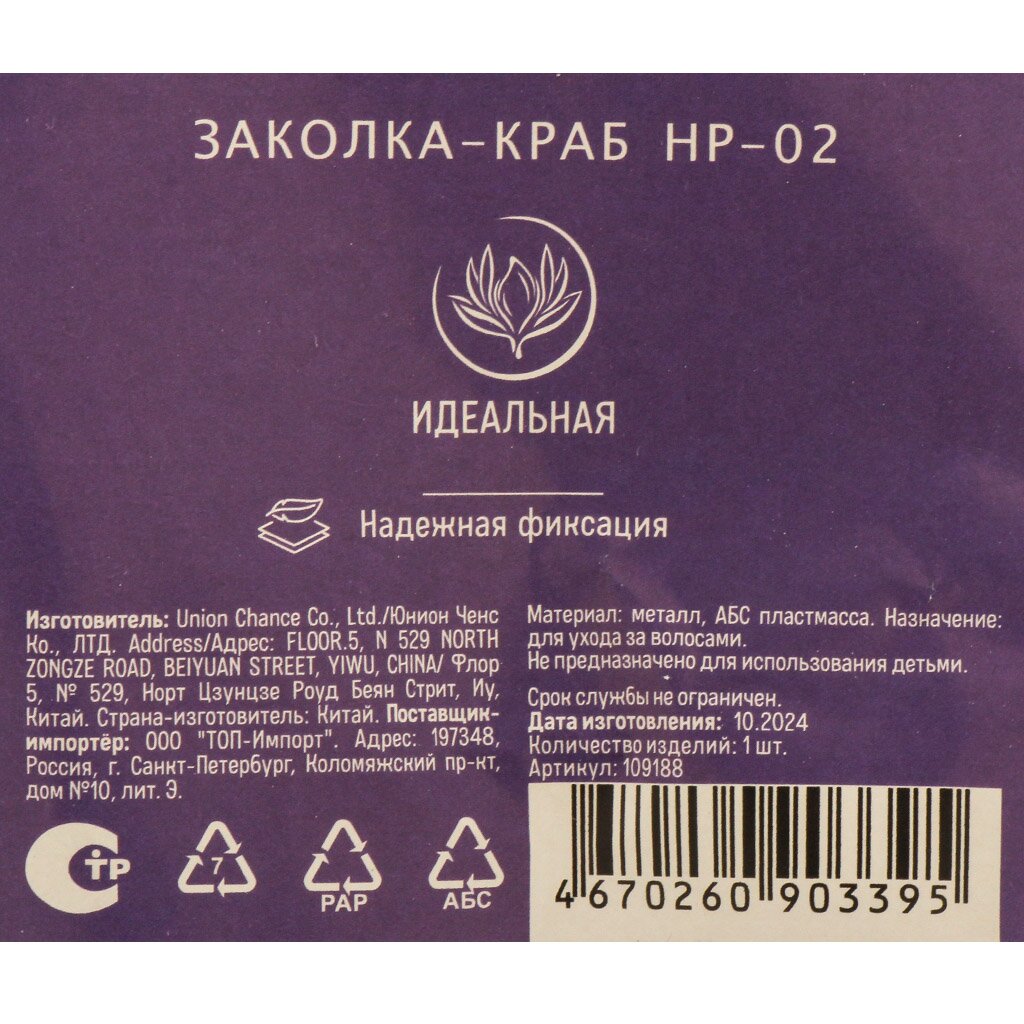 ЗАКОЛКА-КРАБ HP-02
ИДЕАЛЬНАЯ
Надежная фиксация
Изготовитель: Union Chance Co., Ltd./Юнион Ченс
Ко., ЛТД. Address/Адрес: FLOOR.5, N 529 NORTH
ZONGZE ROAD, BEIYUAN STREET, YIWU, CHINA/ Флор
5, № 529, Норт Цзунцзе Роуд Беян Стрит, Иу,
Китай. Страна-изготовитель: Китай. Поставщик-
импортёр: ООО "ТОП-Импорт". Адрес: 197348,
Россия, г. Санкт-Петербург, Коломяжский пр-кт,
дом №10, лит. Э.
Материал: металл, АБС пластмасса. Назначение:
для ухода за волосами.
Не предназначено для использования детьми.
Срок службы не ограничен.
Дата изготовления: 10.2024
Количество изделий: 1 шт.
Артикул: 109188
СТР
7
PAP
АБС
4 670260 903395